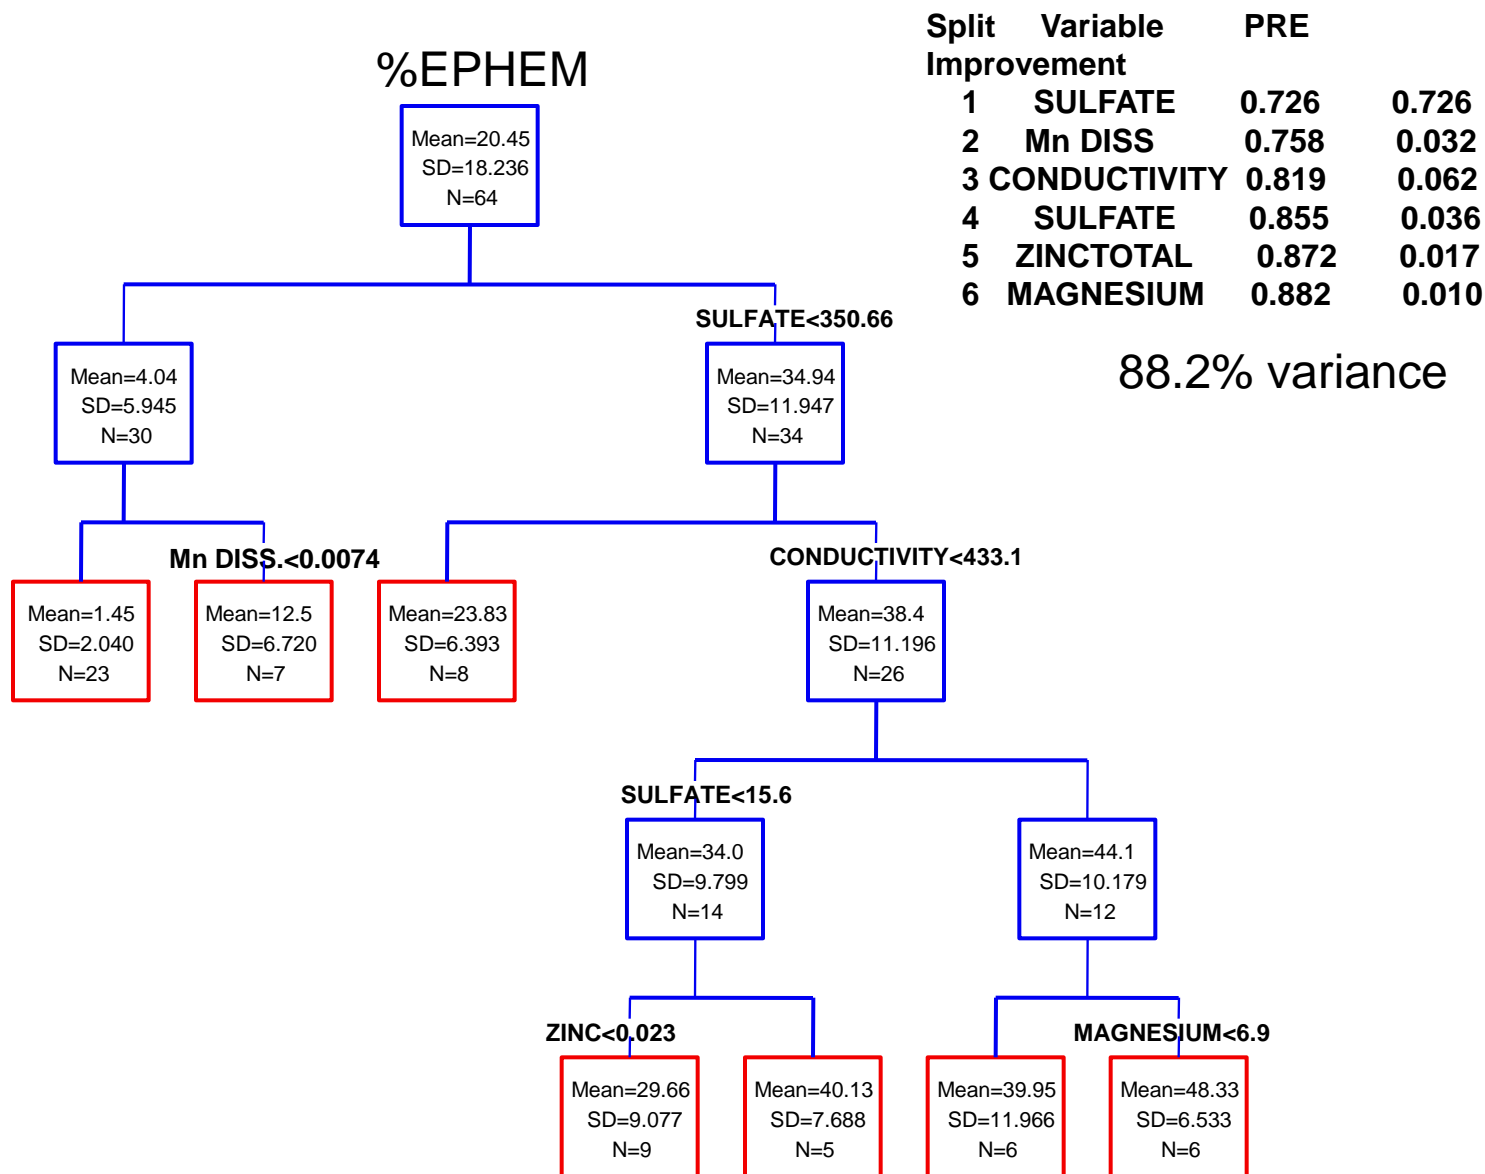 Split Variable PRE
Improvement
1 SULFATE 0.726 0.726
2 Mn DISS 0.758 0.032
3 CONDUCTIVITY 0.819 0.062
4 SULFATE 0.855 0.036
5 ZINCTOTAL 0.872 0.017
6 MAGNESIUM 0.882 0.010
88.2% variance
%EPHEM
Mean=20.45
SD=18.236
N=64
SULFATE<350.66
Mean=4.04
SD=5.945
N=30
Mean=34.94
SD=11.947
N=34
Mn DISS.<0.0074
CONDUCTIVITY<433.1
Mean=1.45
SD=2.040
N=23
Mean=12.5
SD=6.720
N=7
Mean=23.83
SD=6.393
N=8
Mean=38.4
SD=11.196
N=26
SULFATE<15.6
Mean=34.0
SD=9.799
N=14
Mean=44.1
SD=10.179
N=12
ZINC<0.023
MAGNESIUM<6.9
Mean=29.66
SD=9.077
N=9
Mean=40.13
SD=7.688
N=5
Mean=39.95
SD=11.966
N=6
Mean=48.33
SD=6.533
N=6